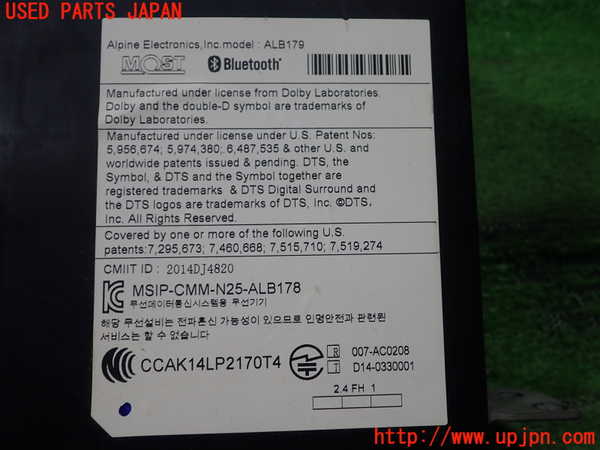 USED PARTS JAPAN
Alpine Electronics,Inc.model : ALB179
MOST Bluetooth®
Manufactured under license from Dolby Laboratories.
Dolby and the double-D symbol are trademarks of
Dolby Laboratories.
Manufactured under license under U.S. Patent Nos:
5,956,674; 5,974,380; 6,487,535 & other U.S. and
worldwide patents issued & pending. DTS, the
Symbol, & DTS and the Symbol together are
registered trademarks & DTS Digital Surround and
the DTS logos are trademarks of DTS, Inc. ©DTS,
Inc. All Rights Reserved.
Covered by one or more of the following U.S.
patents:7,295,673; 7,460,668; 7,515,710; 7,519,274
CMIIT ID : 2014DJ4820
MSIP-CMM-N25-ALB178
무선데이터통신시스템용 무선기기
해당 무선설비는 전파혼신 가능성이 있으므로 인명안전과 관련된
서비스는 할 수 없습니다
CCAK14LP2170T4
R 007-AC0208
T D14-0330001
2.4 FH 1
http://www.upjpn.com/